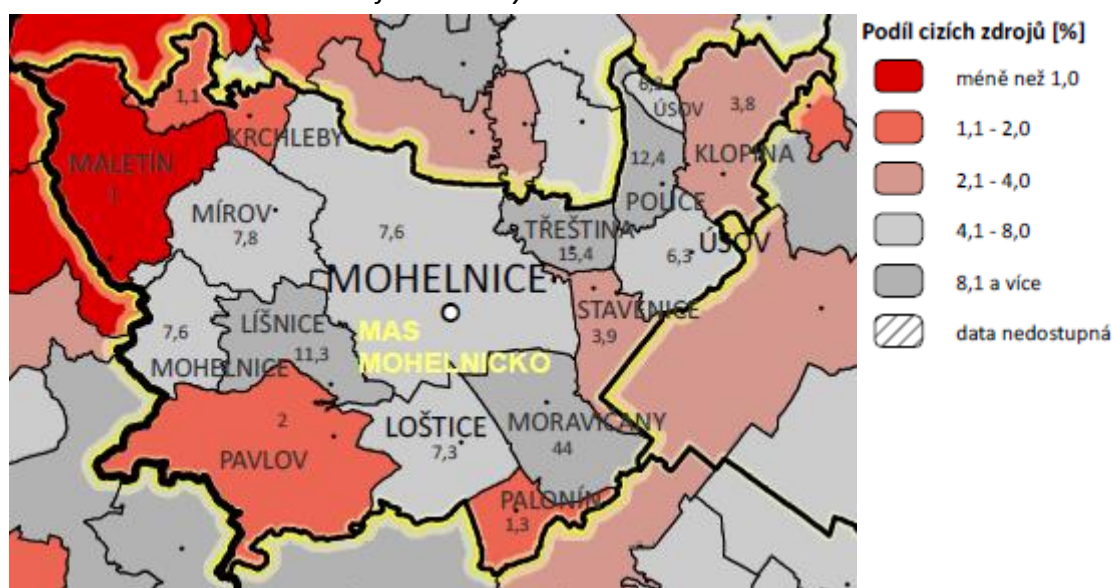 Podíl cizích zdrojů [%]
méně než 1,0
1,1 - 2,0
2,1 - 4,0
4,1 - 8,0
8,1 a více
data nedostupná
1,1
KRCHLEBY
ÚSOV
3,8
KLOPINA
MALETÍN
1
12,4
POLICE
MÍROV
7,8
7,6
TŘEŠTINA
15,4
ÚSOV
6,3
MOHELNICE
STAVENICE
3,9
7,6
MOHELNICE
LÍŠNICE
11,3
MAS
MOHELNICKO
2
PAVLOV
LOŠTICE
7,3
MORAVIČANY
44
PALONÍN
1,3